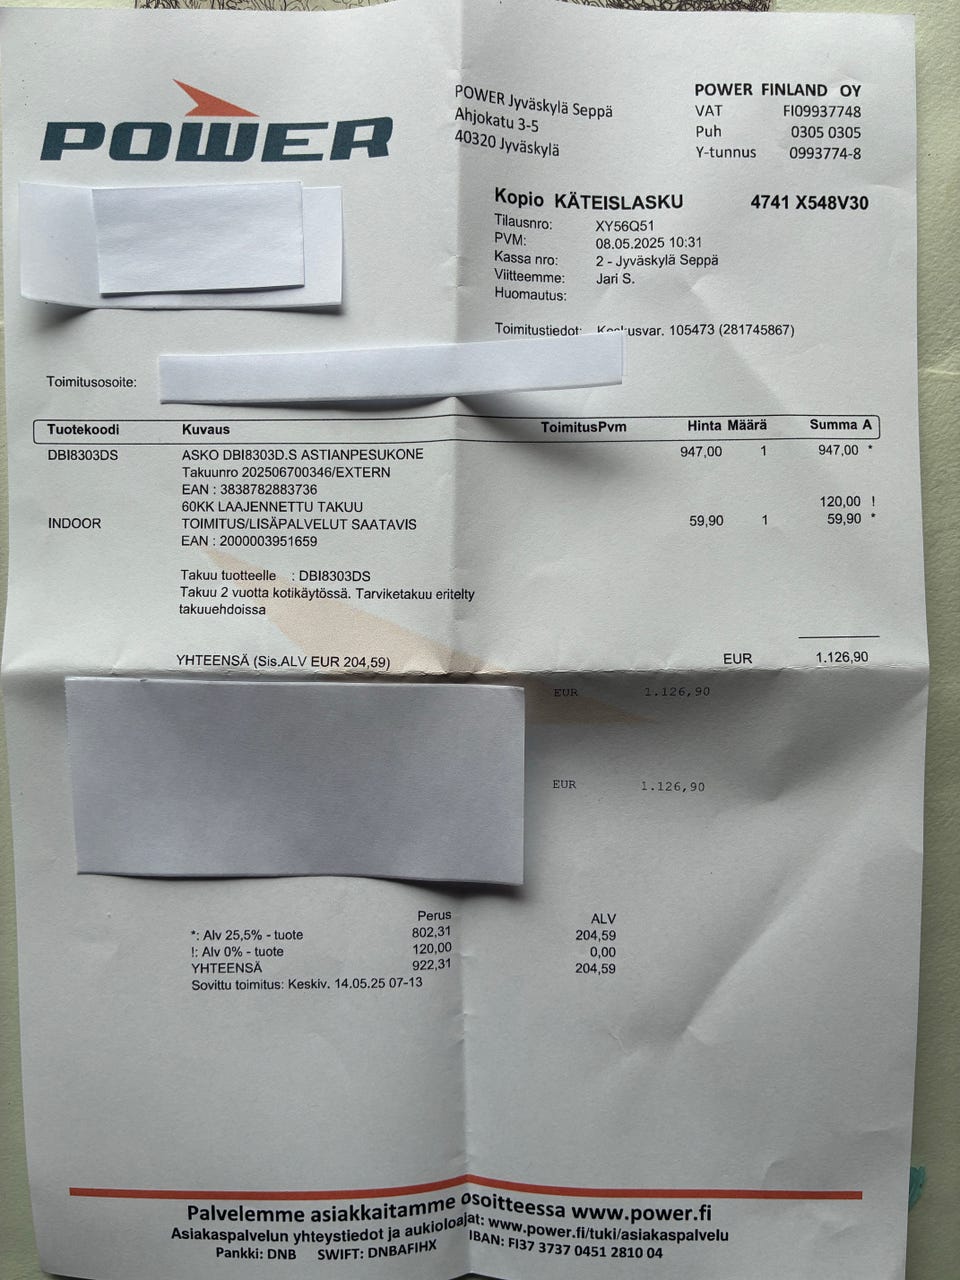 POWER
POWER Jyväskylä Seppä
Ahjokatu 3-5
40320 Jyväskylä
POWER FINLAND OY
VAT FI09937748
Puh 0305 0305
Y-tunnus 0993774-8
Kopio KÄTEISLASKU 4741 X548V30
Tilausnro: XY56Q51
PVM: 08.05.2025 10:31
Kassa nro: 2 - Jyväskylä Seppä
Viitteemme: Jari S.
Huomautus:
Toimitustiedot: 105473 (281745867)
Toimitusosoite:
Tuotekoodi Kuvaus ToimitusPvm Hinta Määrä Summa A
DBI8303DS ASKO DBI8303D.S ASTIANPESUKONE 947,00 1 947,00 *
Takuunro 202506700346/EXTERN
EAN : 3838782883736
60KK LAAJENNETTU TAKUU 120,00 !
INDOOR TOIMITUS/LISÄPALVELUT SAATAVIS 59,90 1 59,90 *
EAN : 2000003951659
Takuu tuotteelle : DBI8303DS
Takuu 2 vuotta kotikäytössä. Tarviketakuu eritelty
takuuehdoissa
YHTEENSÄ (Sis.ALV EUR 204,59) EUR 1.126,90
EUR 1.126,90
EUR 1.126,90
Perus ALV
*: Alv 25,5% - tuote 802,31 204,59
!: Alv 0% - tuote 120,00 0,00
YHTEENSÄ 922,31 204,59
Sovittu toimitus: Keskiv. 14.05.25 07-13
Palvelemme asiakkaitamme osoitteessa www.power.fi
Asiakaspalvelun yhteystiedot ja aukioloajat: www.power.fi/tuki/asiakaspalvelu
Pankki: DNB SWIFT: DNBAFIHX IBAN: FI37 3737 0451 2810 04